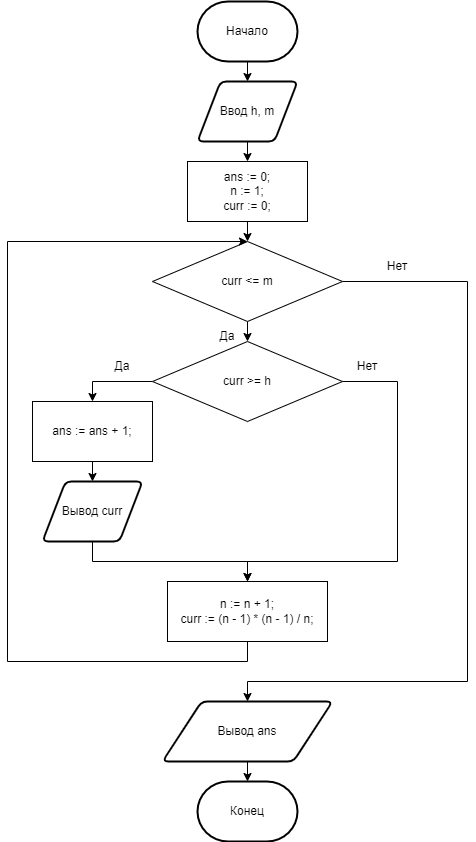 Начало
Ввод h, m
ans := 0;
n := 1;
curr := 0;
curr <= m
Нет
Да
curr >= h
Да
Нет
ans := ans + 1;
Вывод curr
n := n + 1;
curr := (n - 1) * (n - 1) / n;
Вывод ans
Конец